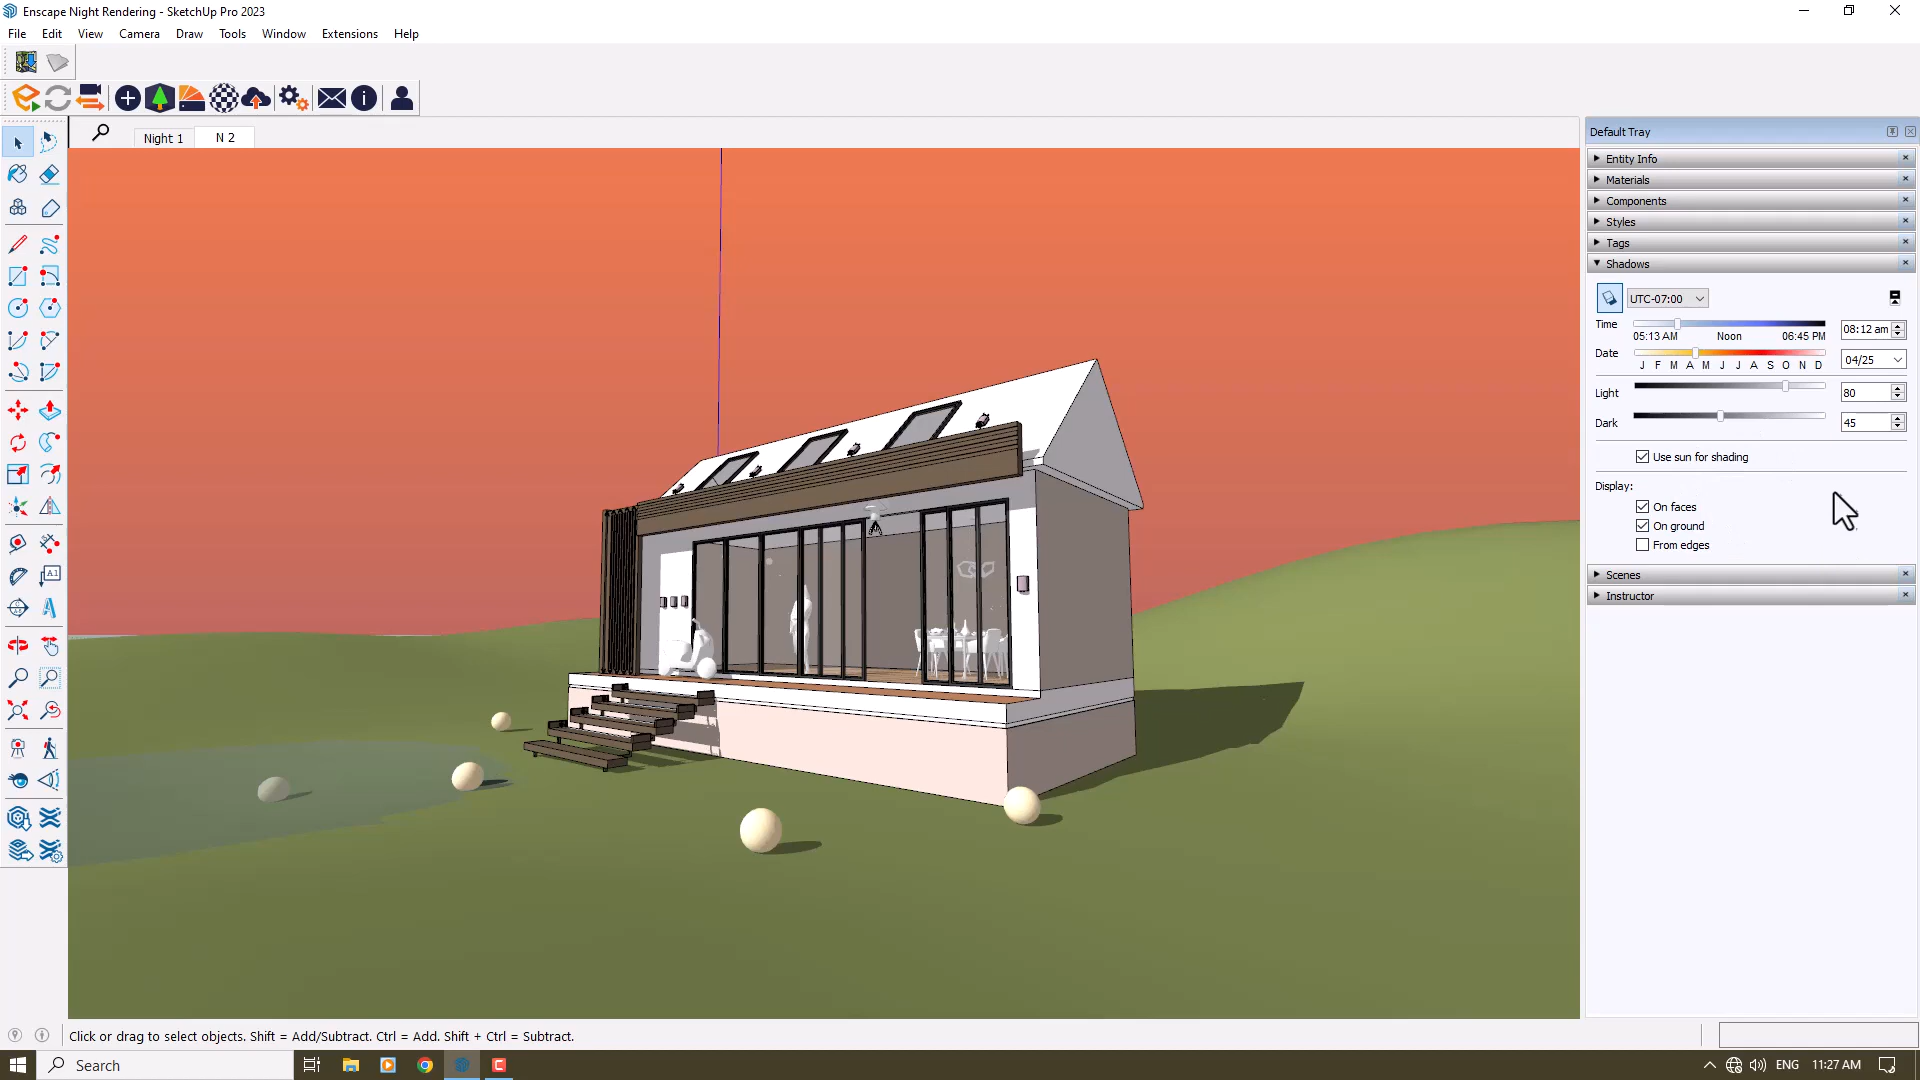 Enscape Night Rendering - SketchUp Pro 2023
File Edit View Camera Draw Tools Window Extensions Help
Night 1 N 2
Default Tray
Entity Info
Materials
Components
Styles
Tags
Shadows
UTC-07:00
Time 08:12 am
05:13 AM Noon 06:45 PM
Date 04/25
J F M A M J J A S O N D
Light 80
Dark 45
Use sun for shading
Display:
On faces
On ground
From edges
Scenes
Instructor
Click or drag to select objects. Shift = Add/Subtract. Ctrl = Add. Shift + Ctrl = Subtract.
Search
ENG 11:27 AM